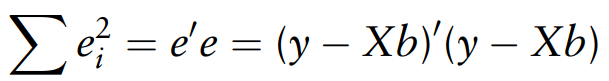 ∑ e_i^2 = e′e = (y − Xb)′(y − Xb)